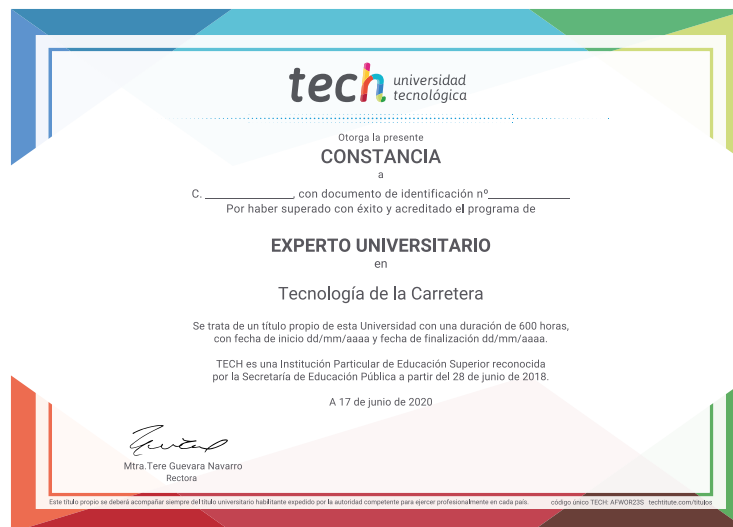 tech universidad
tecnológica
Otorga la presente
CONSTANCIA
a
C. ______________, con documento de identificación nº______________
Por haber superado con éxito y acreditado el programa de
EXPERTO UNIVERSITARIO
en
Tecnología de la Carretera
Se trata de un título propio de esta Universidad con una duración de 600 horas,
con fecha de inicio dd/mm/aaaa y fecha de finalización dd/mm/aaaa.
TECH es una Institución Particular de Educación Superior reconocida
por la Secretaría de Educación Pública a partir del 28 de junio de 2018.
A 17 de junio de 2020
Mtra.Tere Guevara Navarro
Rectora
Este título propio se deberá acompañar siempre del título universitario habilitante expedido por la autoridad competente para ejercer profesionalmente en cada país. código único TECH: AFWOR23S techtitute.com/titulos